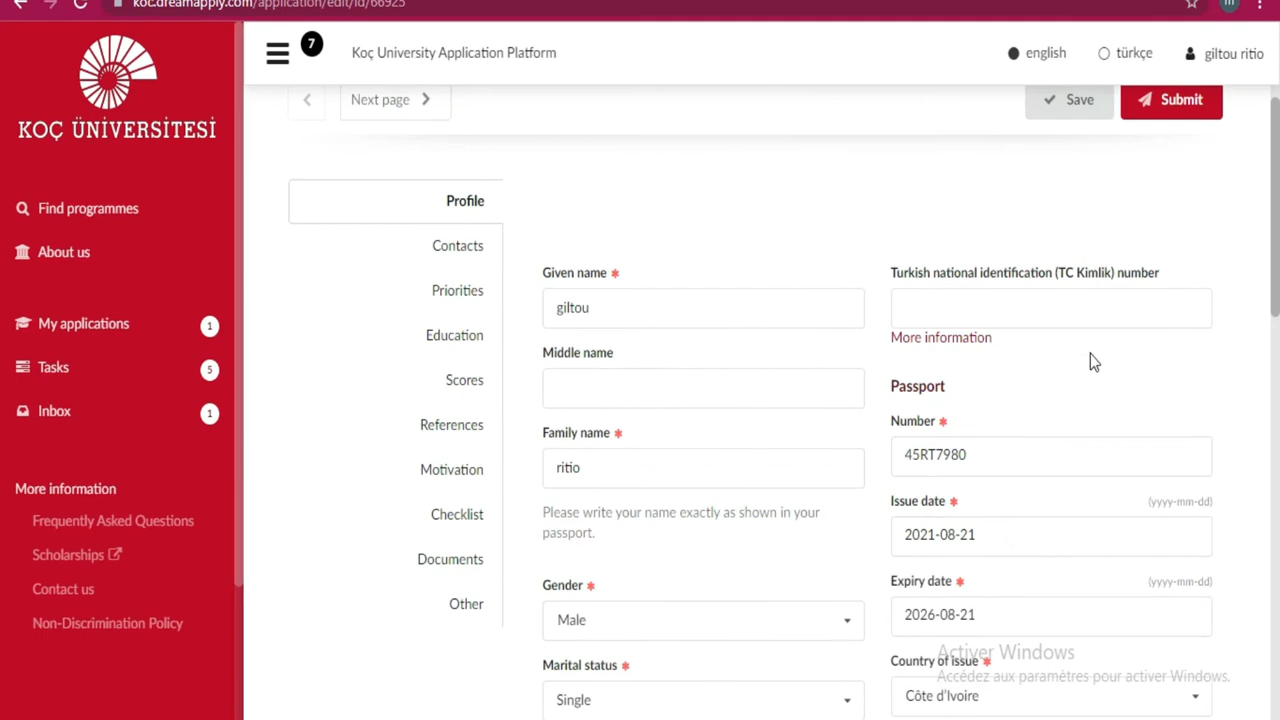 koc.dreamapply.com/application/edit/id/66925
KOÇ ÜNİVERSİTESİ
Find programmes
About us
My applications 1
Tasks 5
Inbox 1
More information
Frequently Asked Questions
Scholarships
Contact us
Non-Discrimination Policy
7
Koç University Application Platform
english
türkçe
giltou ritio
Next page
Save
Submit
Profile
Contacts
Priorities
Education
Scores
References
Motivation
Checklist
Documents
Other
Given name *
giltou
Middle name
Family name *
ritio
Please write your name exactly as shown in your
passport.
Gender *
Male
Marital status *
Single
Turkish national identification (TC Kimlik) number
More information
Passport
Number *
45RT7980
Issue date * (yyyy-mm-dd)
2021-08-21
Expiry date * (yyyy-mm-dd)
2026-08-21
Country of issue *
Côte d'Ivoire
Activer Windows
Accédez aux paramètres pour activer Windows.